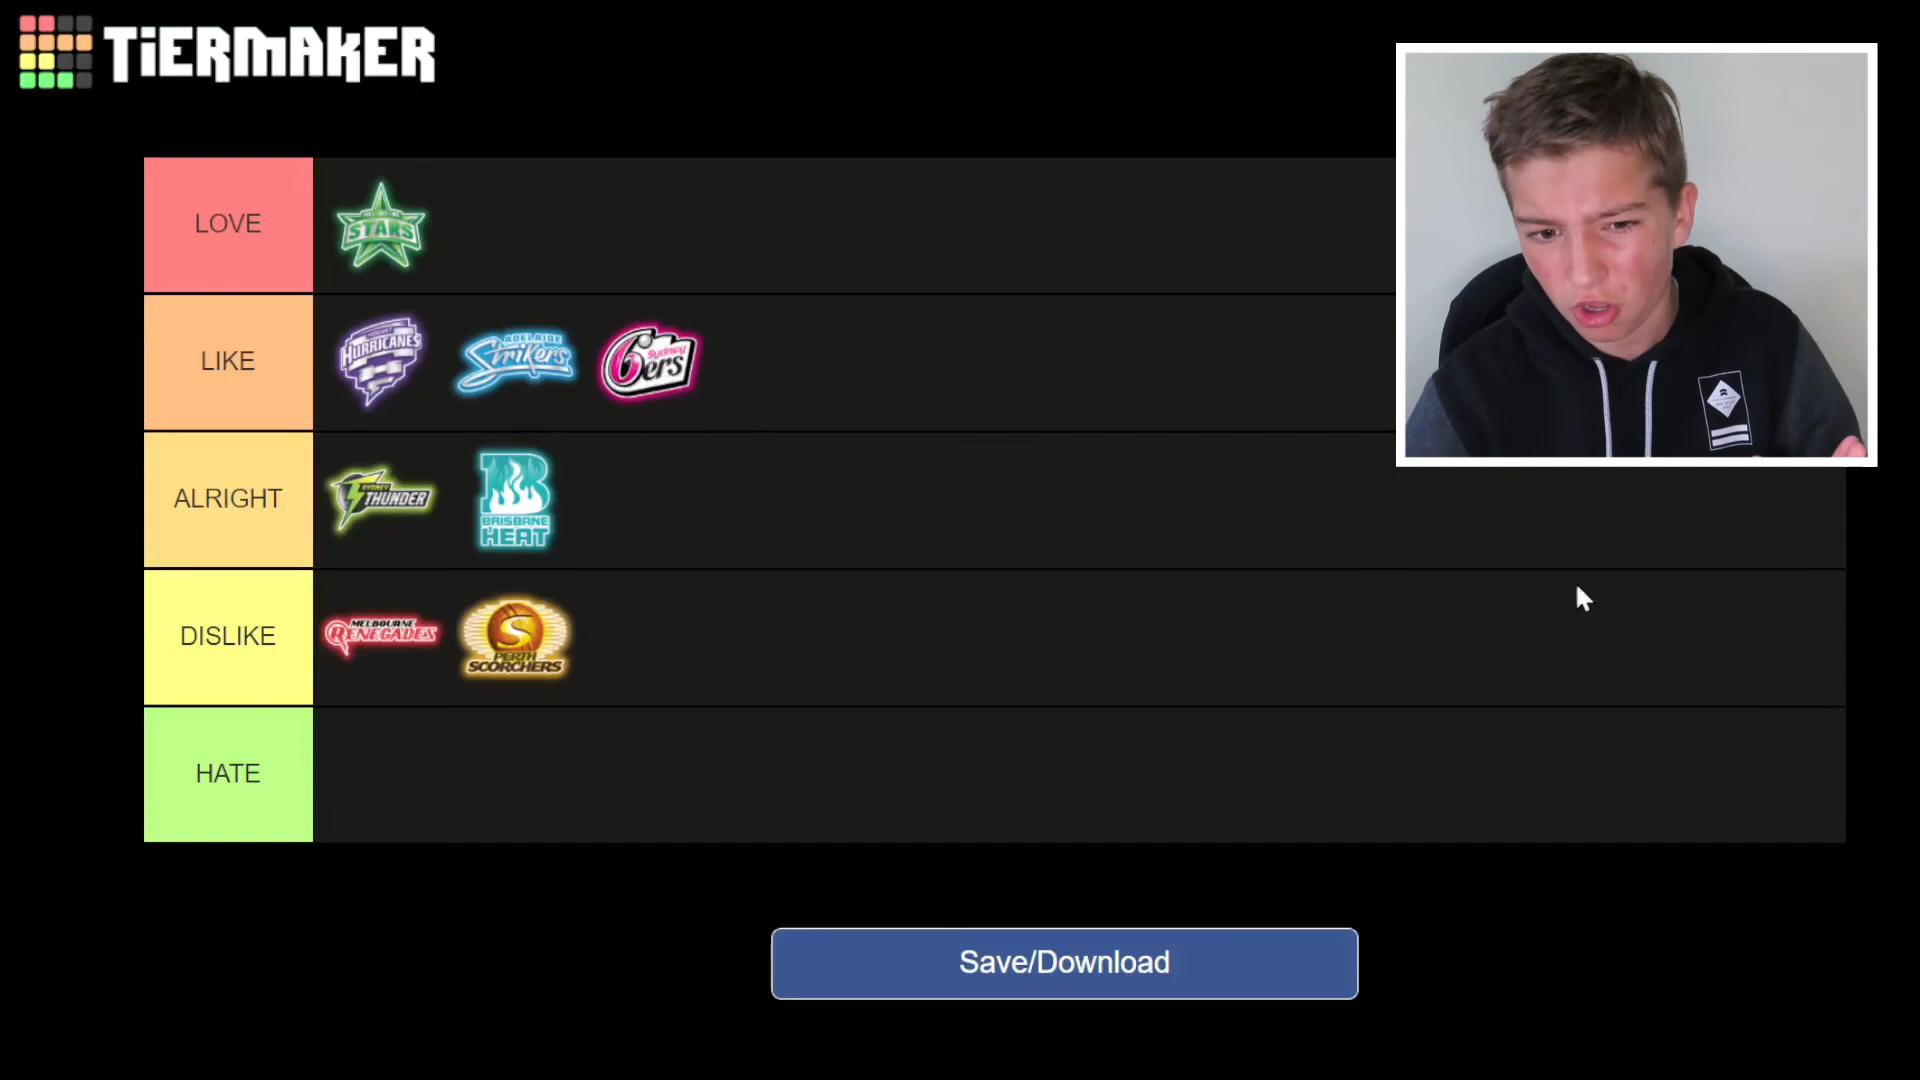 TiERMAKER
LOVE
STARS
LIKE
HOBART
HURRICANES
ADELAIDE
Strikers
Sydney
6ers
ALRIGHT
SYDNEY
THUNDER
B
BRISBANE
HEAT
DISLIKE
MELBOURNE
RENEGADES
S
PERTH
SCORCHERS
HATE
Save/Download